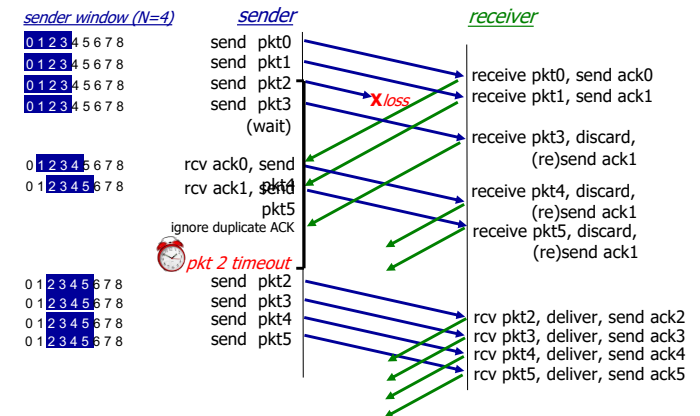 sender window (N=4)
sender
receiver
0 1 2 3 4 5 6 7 8
send pkt0
0 1 2 3 4 5 6 7 8
send pkt1
0 1 2 3 4 5 6 7 8
send pkt2
0 1 2 3 4 5 6 7 8
send pkt3
(wait)
X loss
receive pkt0, send ack0
receive pkt1, send ack1
receive pkt3, discard,
(re)send ack1
0 1 2 3 4 5 6 7 8
rcv ack0, send
pkt4
0 1 2 3 4 5 6 7 8
rcv ack1, send
pkt5
ignore duplicate ACK
receive pkt4, discard,
(re)send ack1
receive pkt5, discard,
(re)send ack1
pkt 2 timeout
0 1 2 3 4 5 6 7 8
send pkt2
0 1 2 3 4 5 6 7 8
send pkt3
0 1 2 3 4 5 6 7 8
send pkt4
0 1 2 3 4 5 6 7 8
send pkt5
rcv pkt2, deliver, send ack2
rcv pkt3, deliver, send ack3
rcv pkt4, deliver, send ack4
rcv pkt5, deliver, send ack5